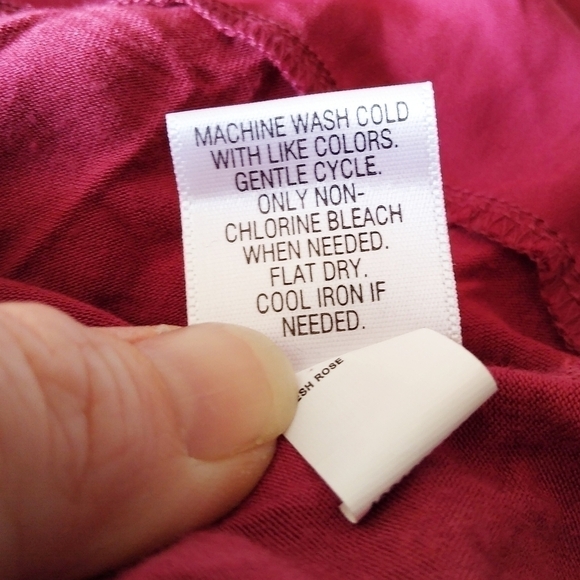 MACHINE WASH COLD
WITH LIKE COLORS.
GENTLE CYCLE.
ONLY NON-
CHLORINE BLEACH
WHEN NEEDED.
FLAT DRY.
COOL IRON IF
NEEDED.
ROSE